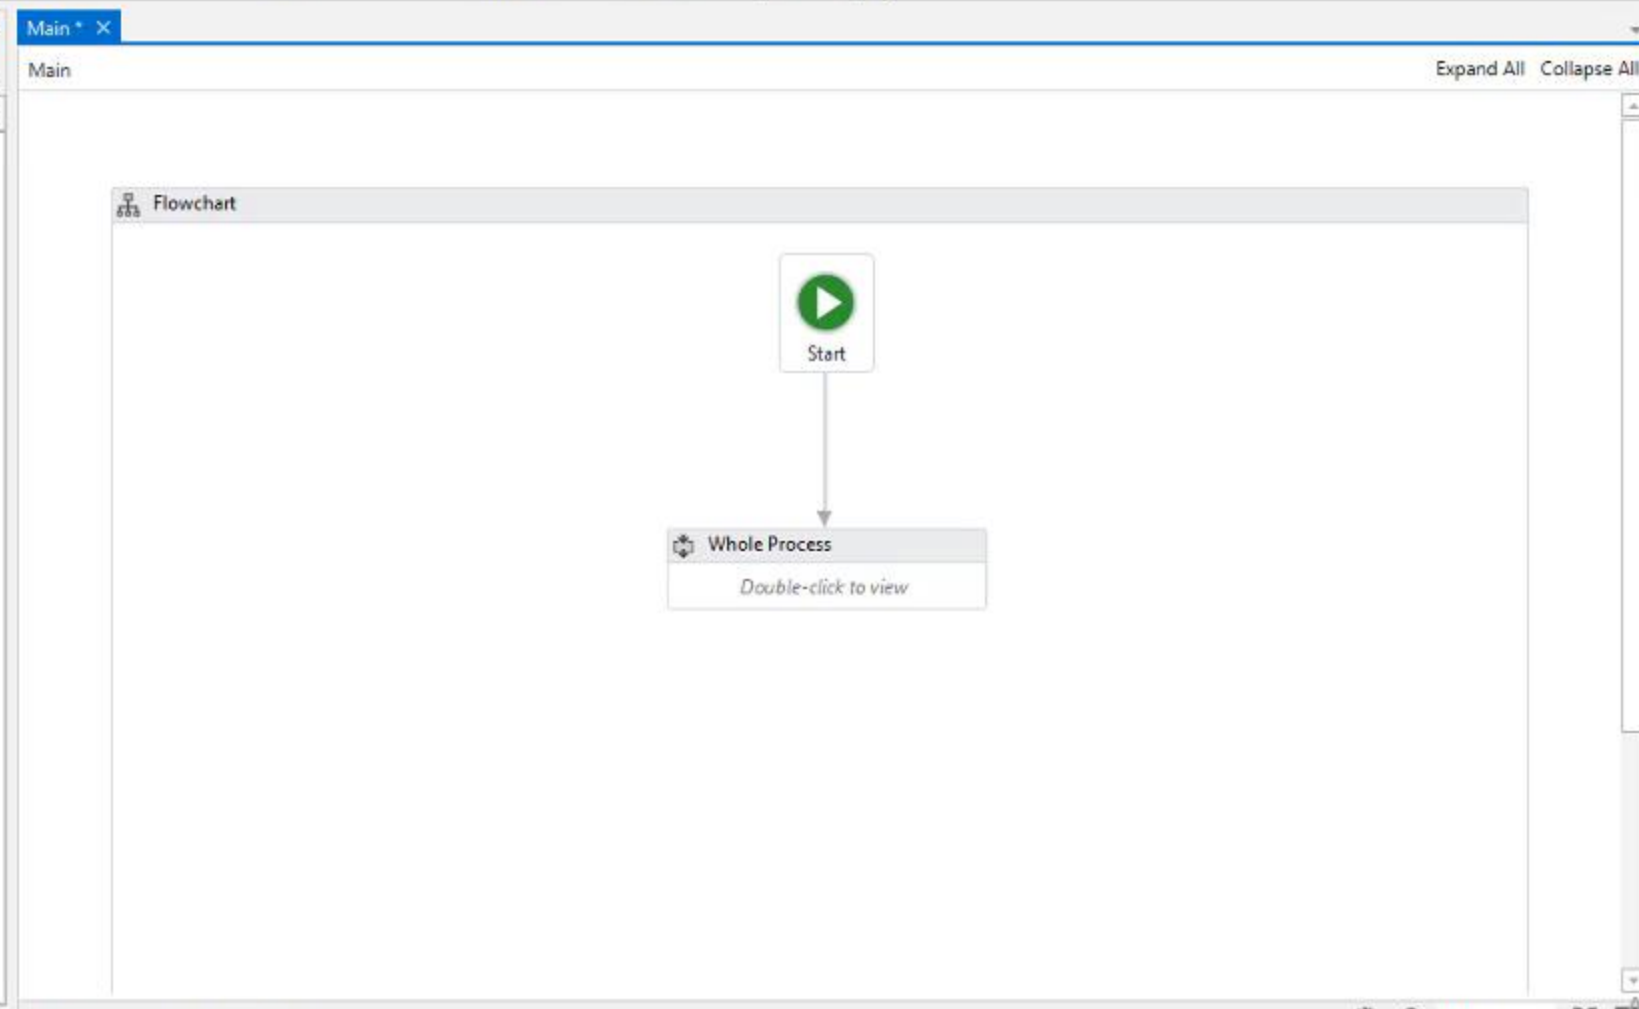 Main *
Main
Expand All Collapse All
Flowchart
Start
Whole Process
Double-click to view